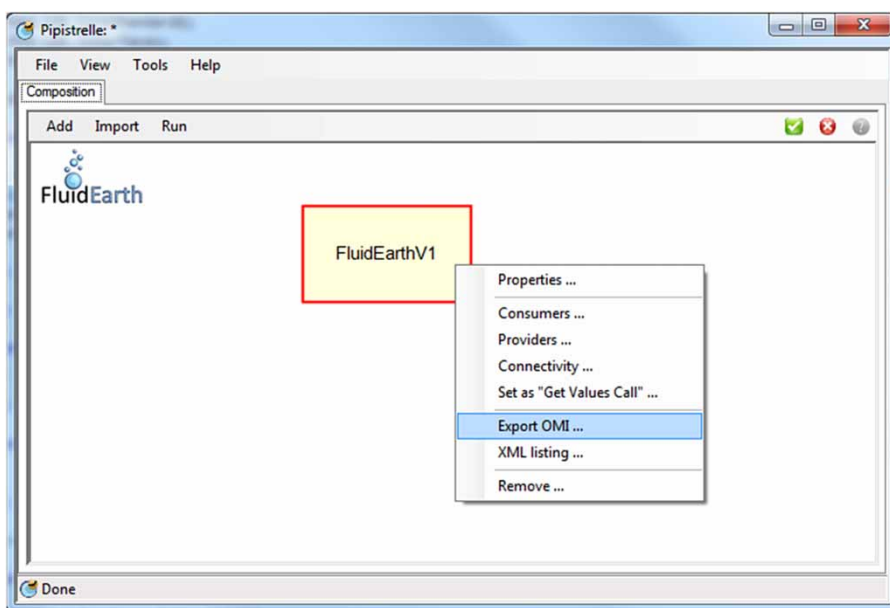 Pipistrelle: *
File View Tools Help
Composition
Add Import Run
FluidEarth
FluidEarthV1
Properties ...
Consumers ...
Providers ...
Connectivity ...
Set as "Get Values Call" ...
Export OMI ...
XML listing ...
Remove ...
Done